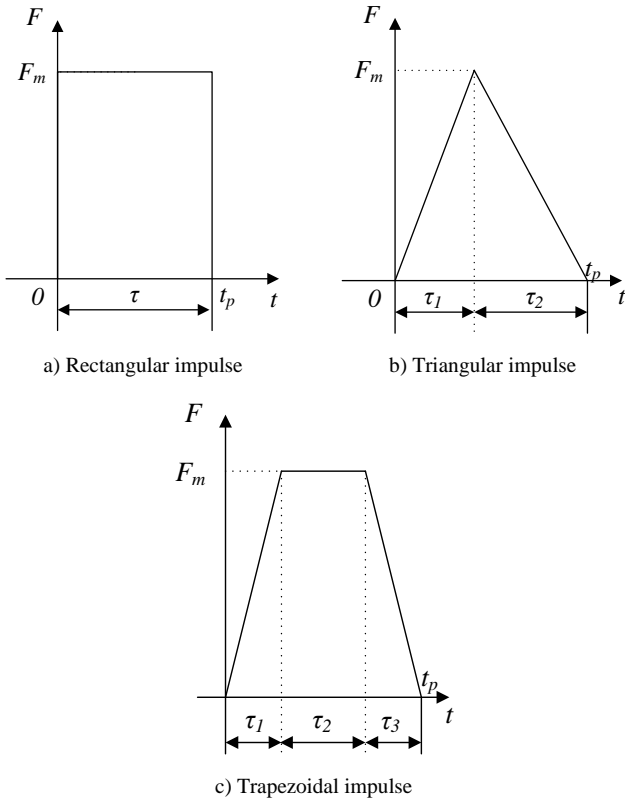 F
F_m
0
τ
t_p
t
a) Rectangular impulse
F
F_m
0
τ_1
τ_2
t_p
t
b) Triangular impulse
F
F_m
τ_1
τ_2
τ_3
t_p
t
c) Trapezoidal impulse